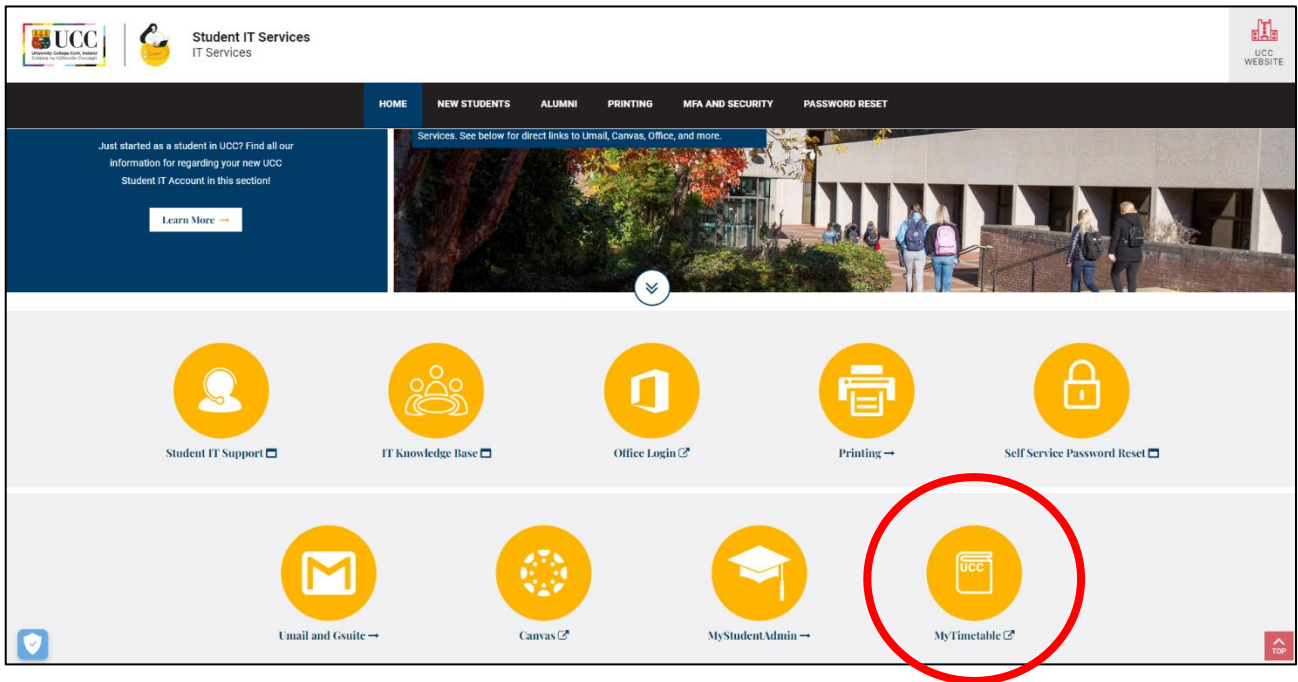 UCC
University College Cork, Ireland
Coláiste na hOllscoile Corcaigh
Student IT Services
IT Services
UCC
WEBSITE
HOME NEW STUDENTS ALUMNI PRINTING MFA AND SECURITY PASSWORD RESET
Just started as a student in UCC? Find all our
information for regarding your new UCC
Student IT Account in this section!
Learn More →
Services. See below for direct links to Umail, Canvas, Office, and more.
Student IT Support
IT Knowledge Base
Office Login
Printing →
Self Service Password Reset
UCC
Umail and Gsuite →
Canvas
MyStudentAdmin →
MyTimetable
TOP